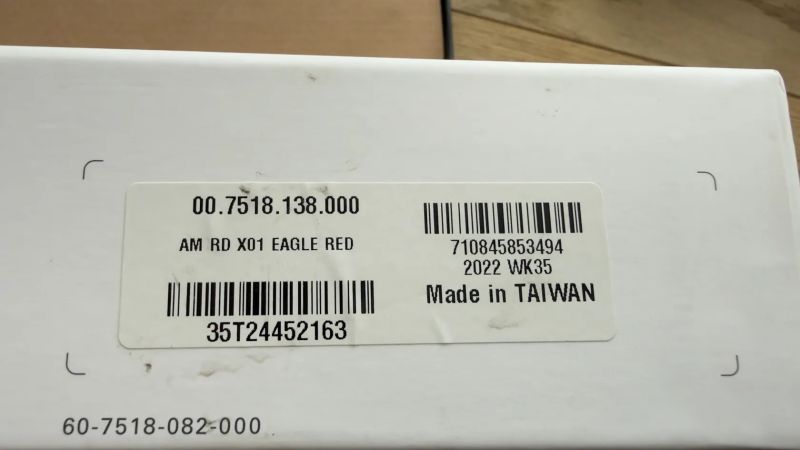 00.7518.138.000
AM RD X01 EAGLE RED
35T24452163
710845853494
2022 WK35
Made in TAIWAN
60-7518-082-000